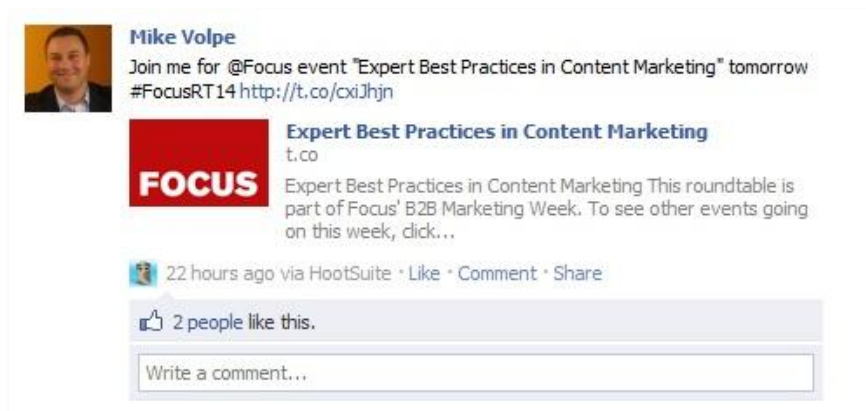 Mike Volpe
Join me for @Focus event "Expert Best Practices in Content Marketing" tomorrow
#FocusRT14 http://t.co/cxiJhjn
FOCUS
Expert Best Practices in Content Marketing
t.co
Expert Best Practices in Content Marketing This roundtable is
part of Focus' B2B Marketing Week. To see other events going
on this week, click...
22 hours ago via HootSuite · Like · Comment · Share
2 people like this.
Write a comment...